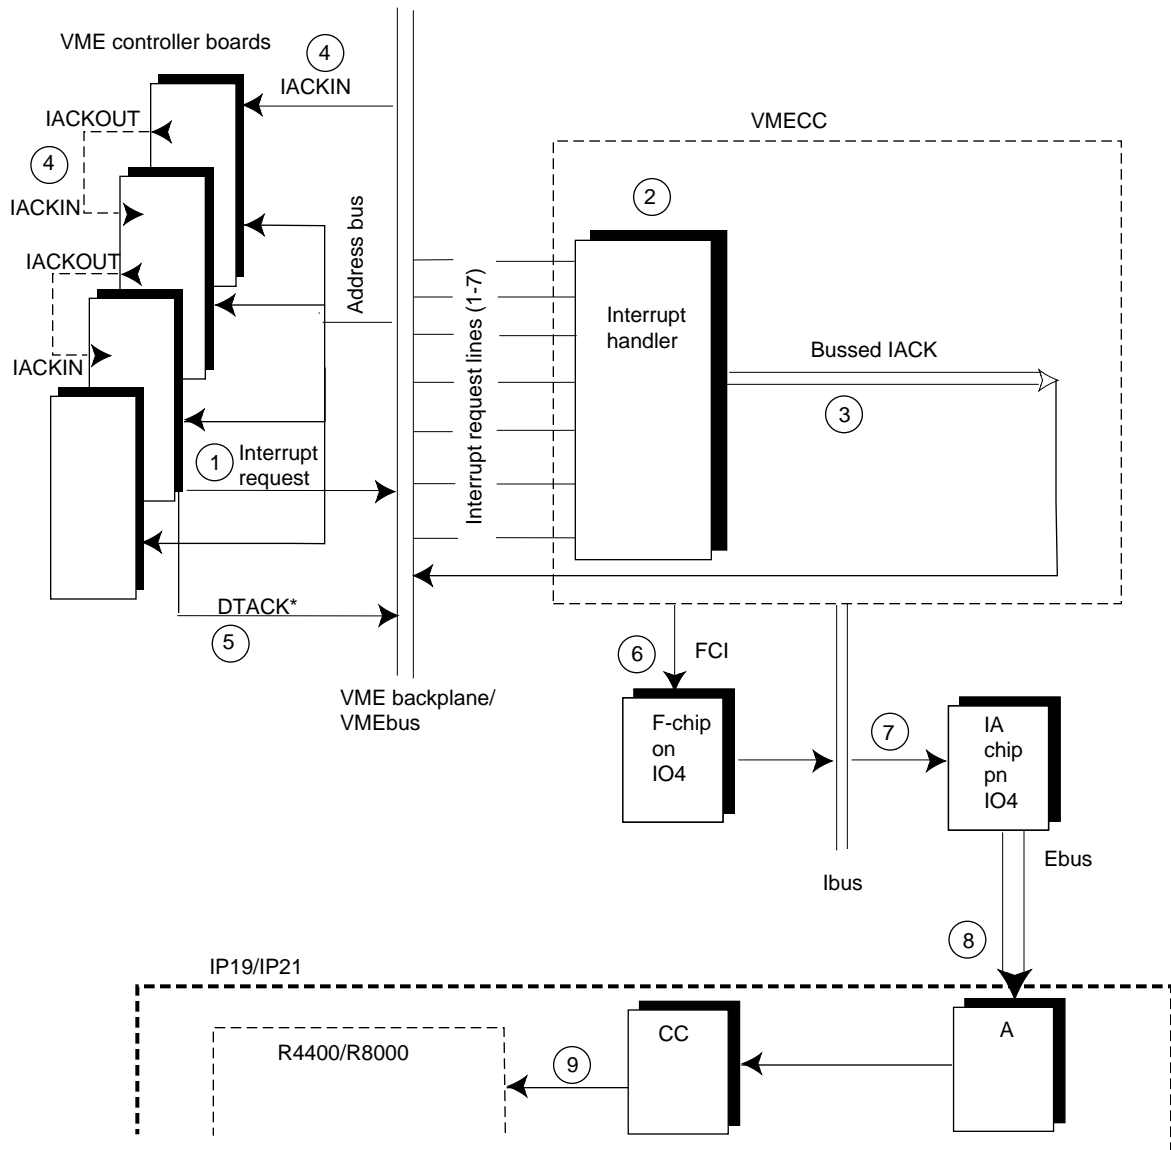 VME controller boards
4
IACKIN
IACKOUT
4
IACKIN
IACKOUT
IACKIN
Address bus
Interrupt request lines (1-7)
VMECC
2
Interrupt
handler
Bussed IACK
3
1
Interrupt
request
DTACK*
5
VME backplane/
VMEbus
6
FCI
F-chip
on
IO4
7
IA
chip
pn
IO4
Ibus
Ebus
8
IP19/IP21
R4400/R8000
9
CC
A